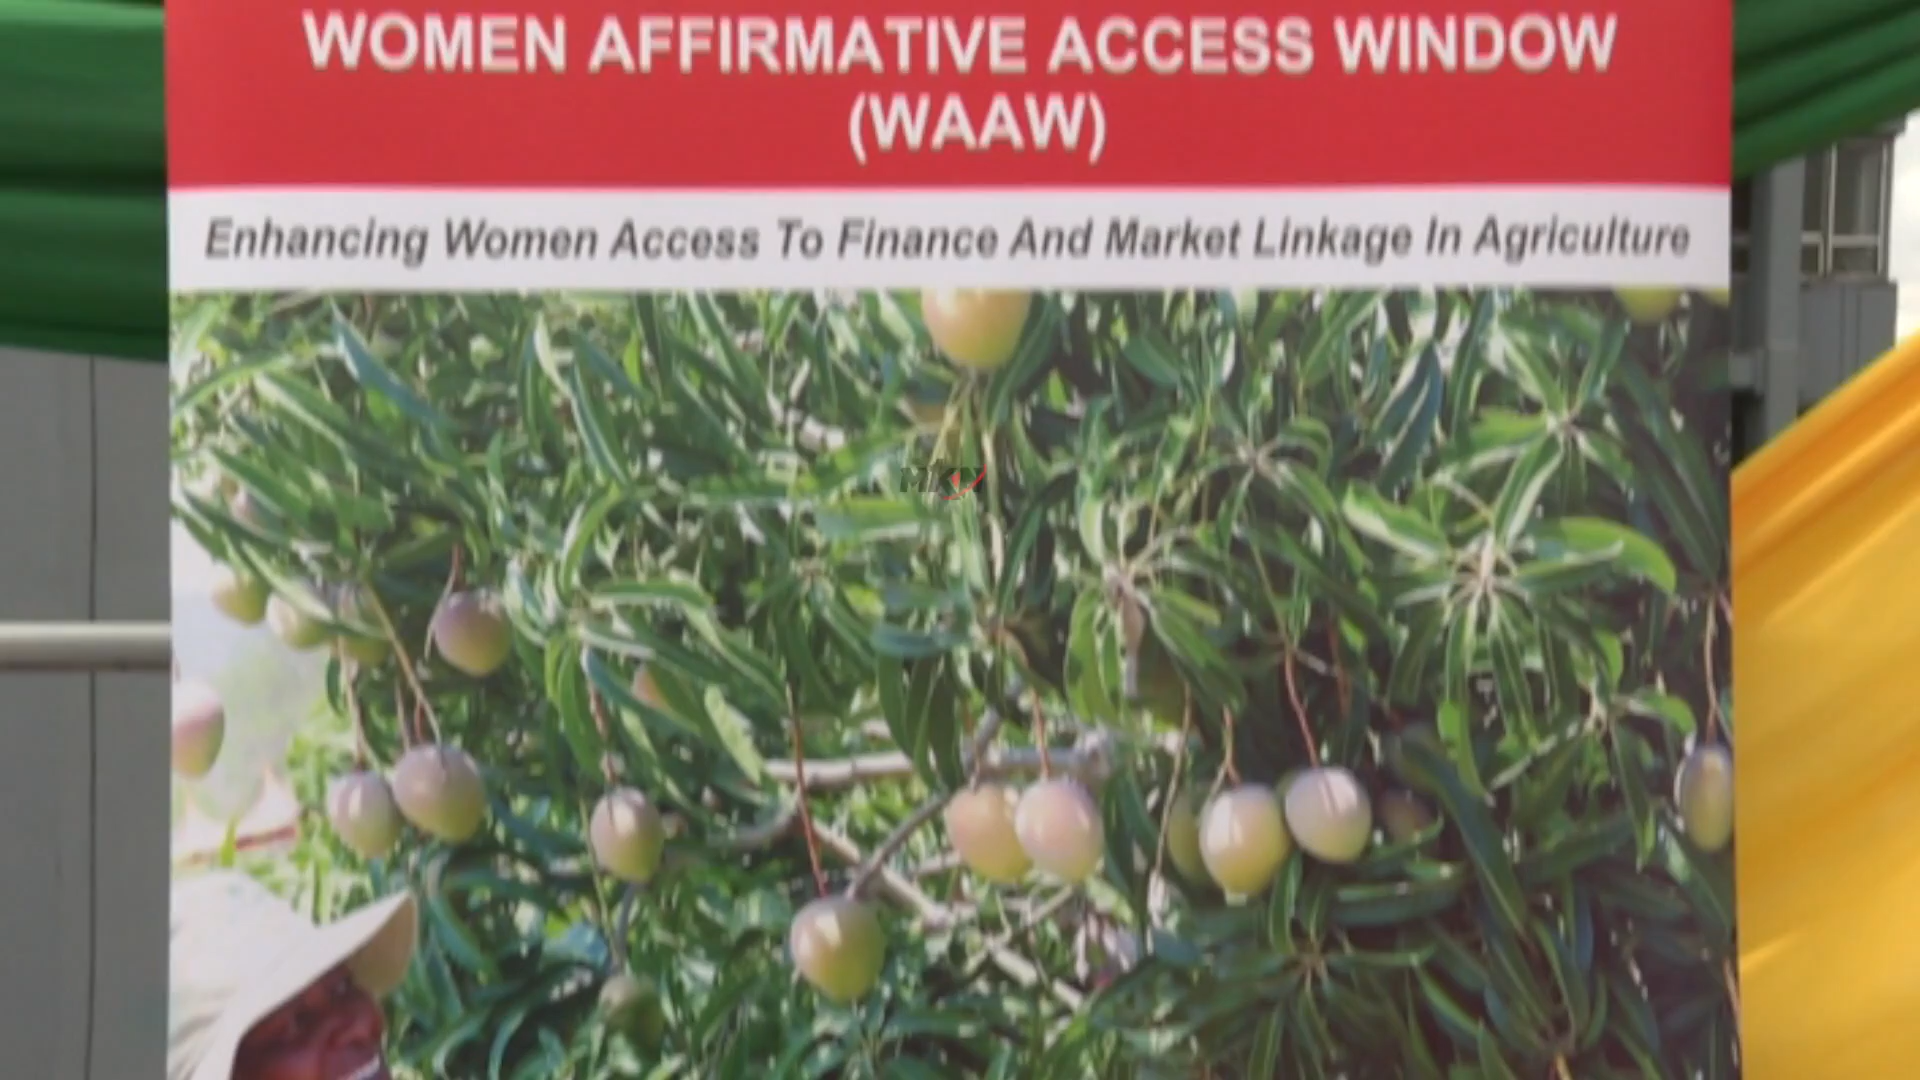 WOMEN AFFIRMATIVE ACCESS WINDOW
(WAAW)
Enhancing Women Access To Finance And Market Linkage In Agriculture